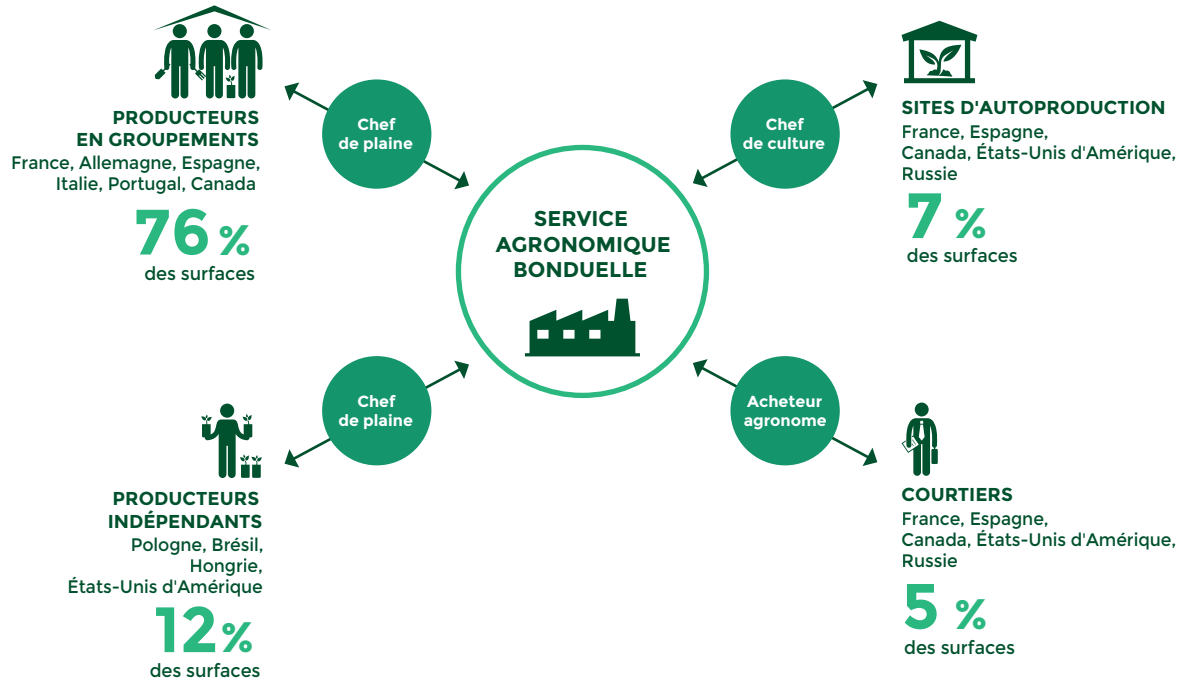 PRODUCTEURS
EN GROUPEMENTS
France, Allemagne, Espagne,
Italie, Portugal, Canada
76 %
des surfaces
Chef
de plaine
Chef
de culture
SITES D'AUTOPRODUCTION
France, Espagne,
Canada, États-Unis d'Amérique,
Russie
7 %
des surfaces
SERVICE
AGRONOMIQUE
BONDUELLE
Chef
de plaine
PRODUCTEURS
INDÉPENDANTS
Pologne, Brésil,
Hongrie,
États-Unis d'Amérique
12%
des surfaces
Acheteur
agronome
COURTIERS
France, Espagne,
Canada, États-Unis d'Amérique,
Russie
5 %
des surfaces